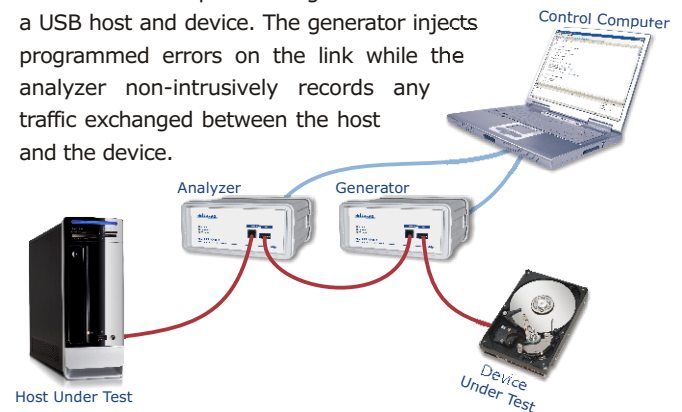 a USB host and device. The generator injects
programmed errors on the link while the
analyzer non-intrusively records any
traffic exchanged between the host
and the device.
Control Computer
Analyzer
Generator
Host Under Test
Device
Under Test